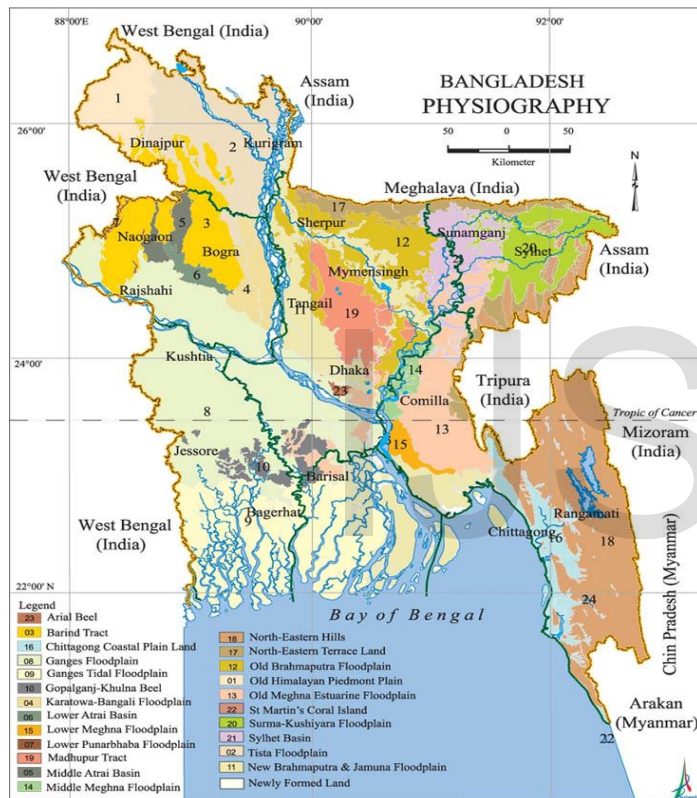 88°00'E
90°00'
92°00'
West Bengal (India)
Assam
(India)
BANGLADESH
PHYSIOGRAPHY
50
0
50
Kilometer
N
S
26°00'
1
Dinajpur
2
Kurigram
West Bengal
(India)
Meghalaya (India)
17
Sherpur
12
Sunamganj
21
20
Sylhet
Assam
(India)
7
Naogaon
5
3
Bogra
6
4
Rajshahi
Mymensingh
Tangail
11
19
24°00'
Kushtia
Dhaka
23
14
Comilla
Tripura
(India)
Tropic of Cancer
Mizoram
(India)
8
13
15
Jessore
10
Barisal
Bagerhat
9
West Bengal
(India)
Chittagong
16
Rangamati
18
Chin Pradesh (Myanmar)
22°00' N
24
Bay of Bengal
Arakan
(Myanmar)
22
IJS
Legend
23 Arial Beel
03 Barind Tract
16 Chittagong Coastal Plain Land
08 Ganges Floodplain
09 Ganges Tidal Floodplain
10 Gopalganj-Khulna Beel
04 Karatowa-Bangali Floodplain
06 Lower Atrai Basin
15 Lower Meghna Floodplain
07 Lower Punarbhaba Floodplain
19 Madhupur Tract
05 Middle Atrai Basin
14 Middle Meghna Floodplain
18 North-Eastern Hills
17 North-Eastern Terrace Land
12 Old Brahmaputra Floodplain
01 Old Himalayan Piedmont Plain
13 Old Meghna Estuarine Floodplain
22 St Martin's Coral Island
20 Surma-Kushiyara Floodplain
21 Sylhet Basin
02 Tista Floodplain
11 New Brahmaputra & Jamuna Floodplain
Newly Formed Land